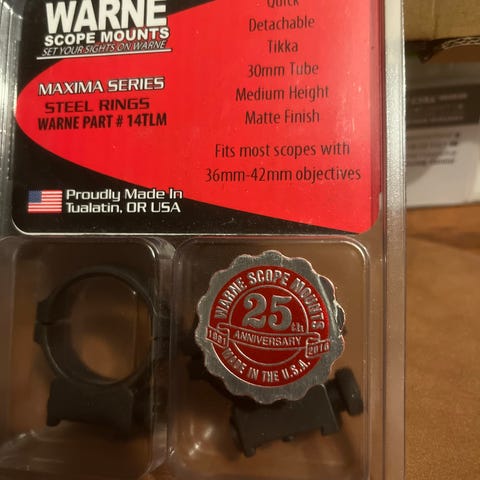 WARNE
SCOPE MOUNTS
SET YOUR SIGHTS ON WARNE
MAXIMA SERIES
STEEL RINGS
WARNE PART # 14TLM
Quick
Detachable
Tikka
30mm Tube
Medium Height
Matte Finish
Fits most scopes with
36mm-42mm objectives
Proudly Made In
Tualatin, OR USA
WARNE SCOPE MOUNTS
25th
ANNIVERSARY
1991 2016
MADE IN THE U.S.A.